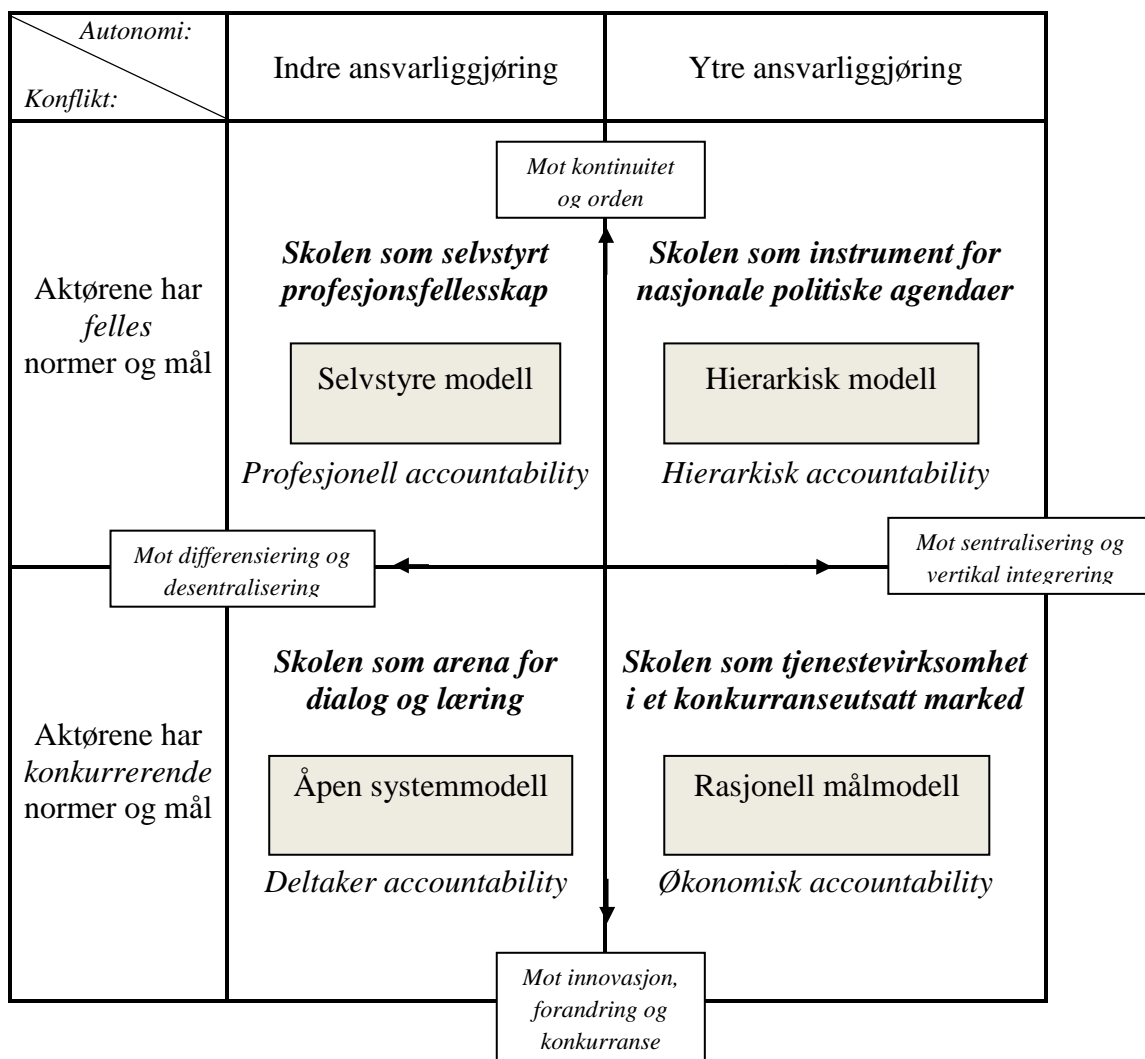 Autonomi:
Konflikt:
Indre ansvarliggjøring
Ytre ansvarliggjøring
Mot kontinuitet
og orden
Aktørene har
felles
normer og mål
Skolen som selvstyrt
profesjonsfellesskap
Selvstyre modell
Profesjonell accountability
Skolen som instrument for
nasjonale politiske agendaer
Hierarkisk modell
Hierarkisk accountability
Mot differensiering og
desentralisering
Mot sentralisering og
vertikal integrering
Aktørene har
konkurrerende
normer og mål
Skolen som arena for
dialog og læring
Åpen systemmodell
Deltaker accountability
Skolen som tjenestevirksomhet
i et konkurranseutsatt marked
Rasjonell målmodell
Økonomisk accountability
Mot innovasjon,
forandring og
konkurranse